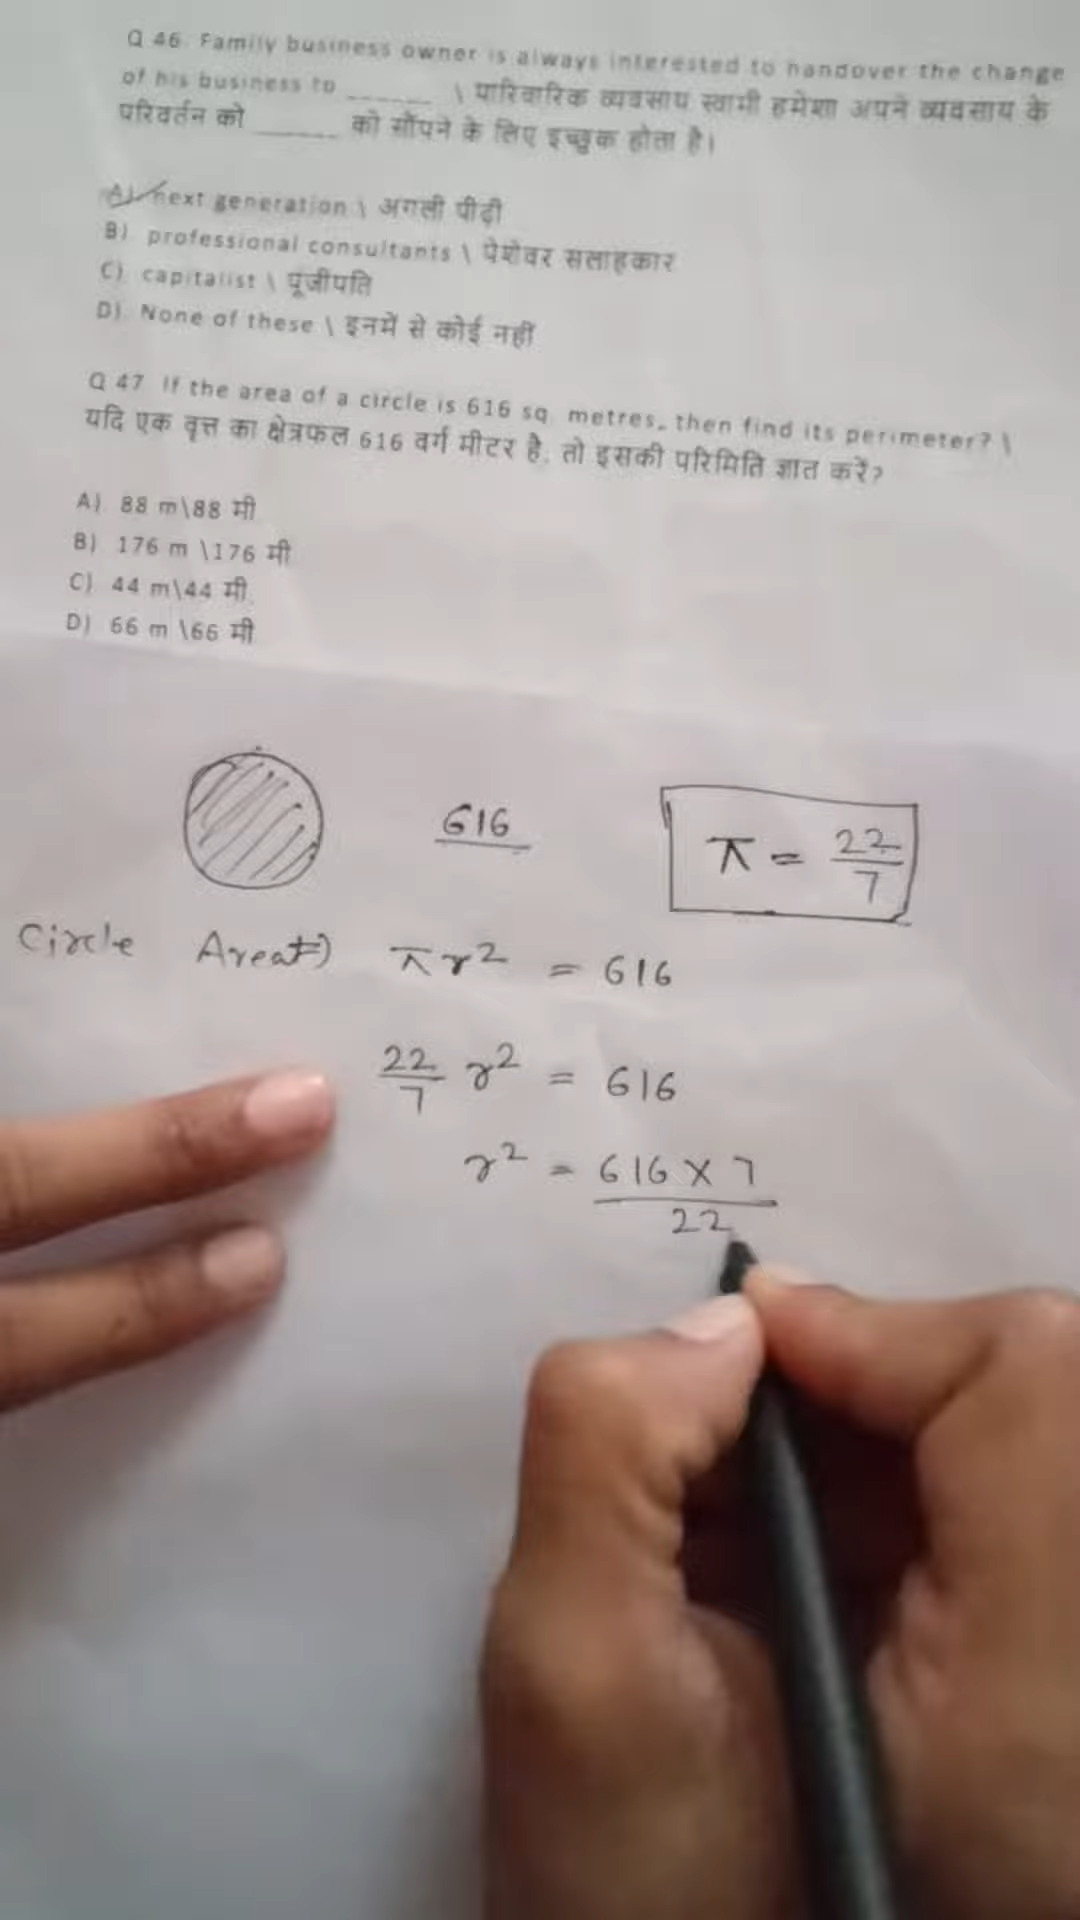 Q 46. Family business owner is always interested to handover the change
of his business to ______ \ पारिवारिक व्यवसाय स्वामी हमेशा अपने व्यवसाय के
परिवर्तन को ______ को सौंपने के लिए इच्छुक होता है।
A) next generation \ अगली पीढ़ी
B) professional consultants \ पेशेवर सलाहकार
C) capitalist \ पूंजीपति
D) None of these \ इनमें से कोई नहीं
Q 47 If the area of a circle is 616 sq. metres, then find its perimeter? \
यदि एक वृत्त का क्षेत्रफल 616 वर्ग मीटर है, तो इसकी परिमिति ज्ञात करें?
A) 88 m\88 मी
B) 176 m \176 मी
C) 44 m\44 मी.
D) 66 m \66 मी
616
π = 22/7
Circle Area⇒ πr² = 616
22/7 r² = 616
r² = 616 X 7
22